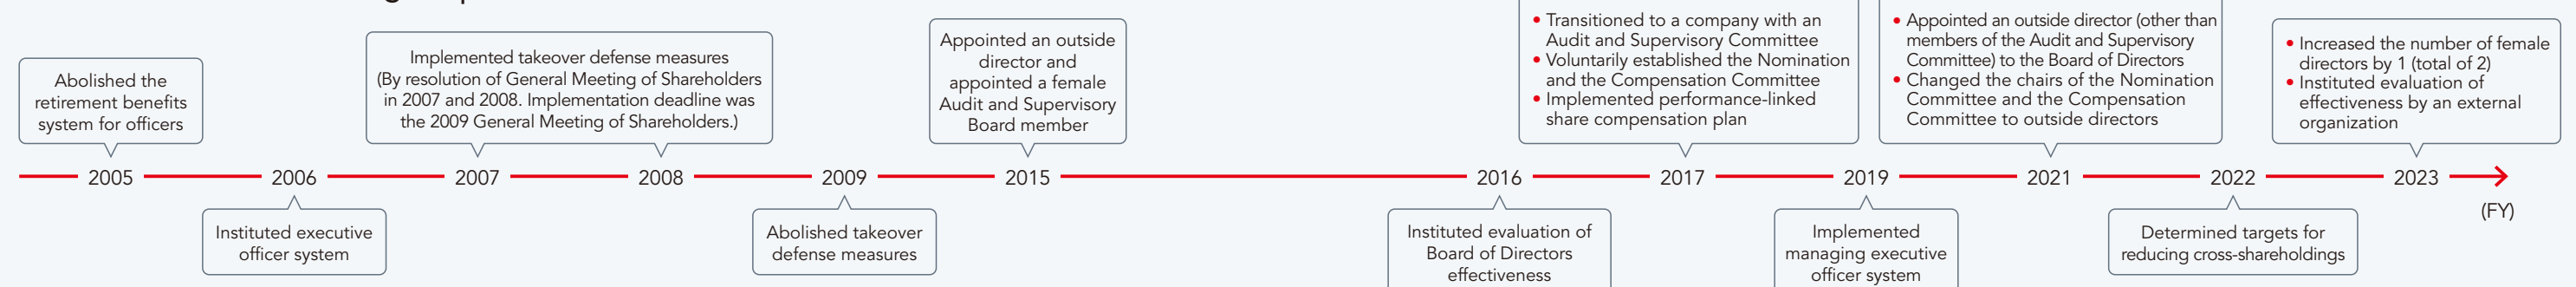 Abolished the
retirement benefits
system for officers
Implemented takeover defense measures
(By resolution of General Meeting of Shareholders
in 2007 and 2008. Implementation deadline was
the 2009 General Meeting of Shareholders.)
Appointed an outside
director and
appointed a female
Audit and Supervisory
Board member
• Transitioned to a company with an
Audit and Supervisory Committee
• Voluntarily established the Nomination
and the Compensation Committee
• Implemented performance-linked
share compensation plan
• Appointed an outside director (other than
members of the Audit and Supervisory
Committee) to the Board of Directors
• Changed the chairs of the Nomination
Committee and the Compensation
Committee to outside directors
• Increased the number of female
directors by 1 (total of 2)
• Instituted evaluation of
effectiveness by an external
organization
2005 2006 2007 2008 2009 2015 2016 2017 2019 2021 2022 2023
(FY)
Instituted executive
officer system
Abolished takeover
defense measures
Instituted evaluation of
Board of Directors
effectiveness
Implemented
managing executive
officer system
Determined targets for
reducing cross-shareholdings